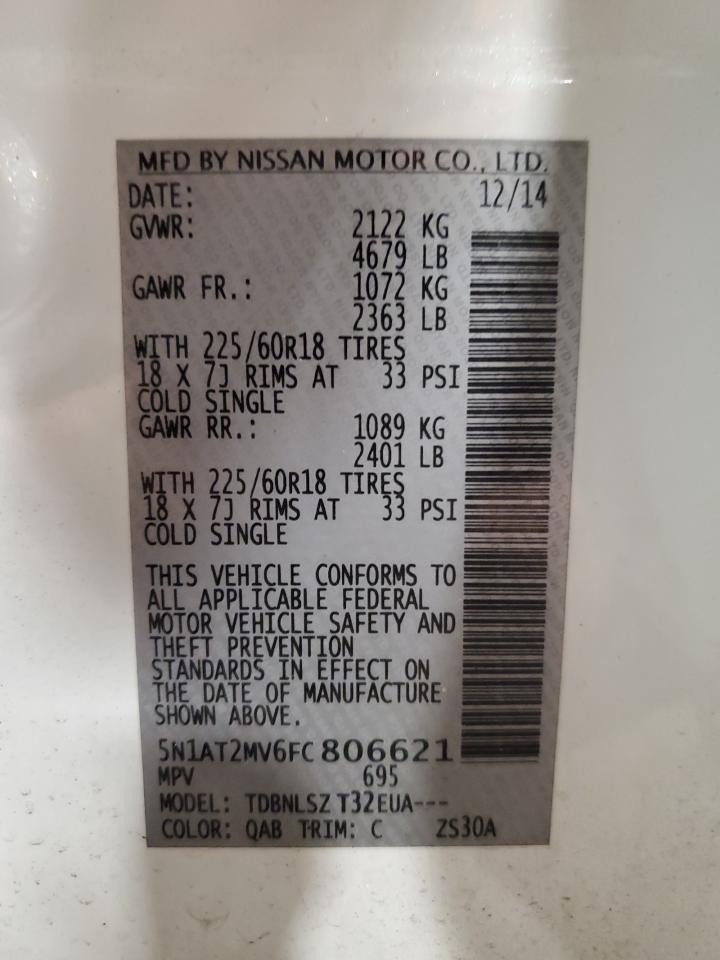 MFD BY NISSAN MOTOR CO., LTD.
DATE: 12/14
GVWR: 2122 KG
4679 LB
GAWR FR.: 1072 KG
2363 LB
WITH 225/60R18 TIRES
18 X 7J RIMS AT 33 PSI
COLD SINGLE
GAWR RR.: 1089 KG
2401 LB
WITH 225/60R18 TIRES
18 X 7J RIMS AT 33 PSI
COLD SINGLE
THIS VEHICLE CONFORMS TO
ALL APPLICABLE FEDERAL
MOTOR VEHICLE SAFETY AND
THEFT PREVENTION
STANDARDS IN EFFECT ON
THE DATE OF MANUFACTURE
SHOWN ABOVE.
5N1AT2MV6FC806621
MPV 695
MODEL: TDBNLSZ T32EUA---
COLOR: QAB TRIM: C ZS30A